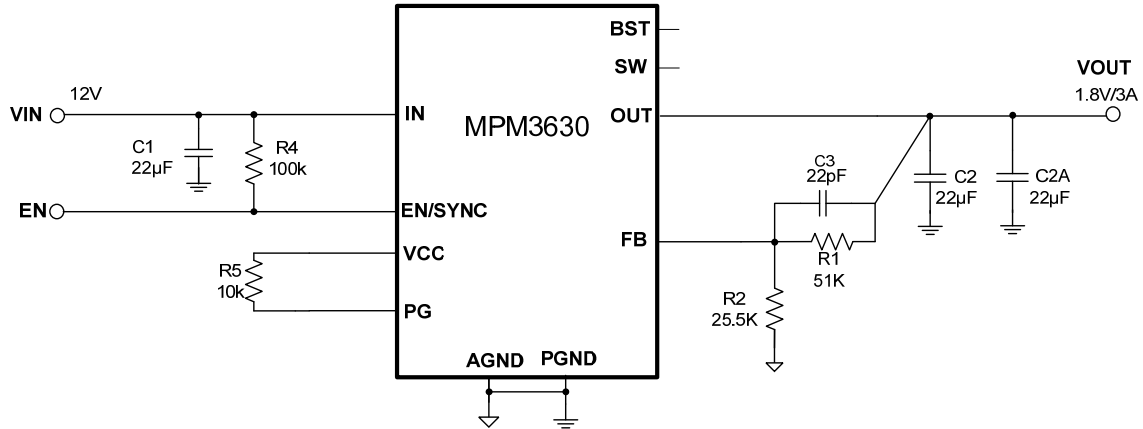 BST
SW
VIN
12V
IN
MPM3630
OUT
VOUT
1.8V/3A
C1
22µF
R4
100k
C3
22pF
C2
22µF
C2A
22µF
EN
EN/SYNC
FB
VCC
R1
51K
R5
10k
PG
R2
25.5K
AGND
PGND